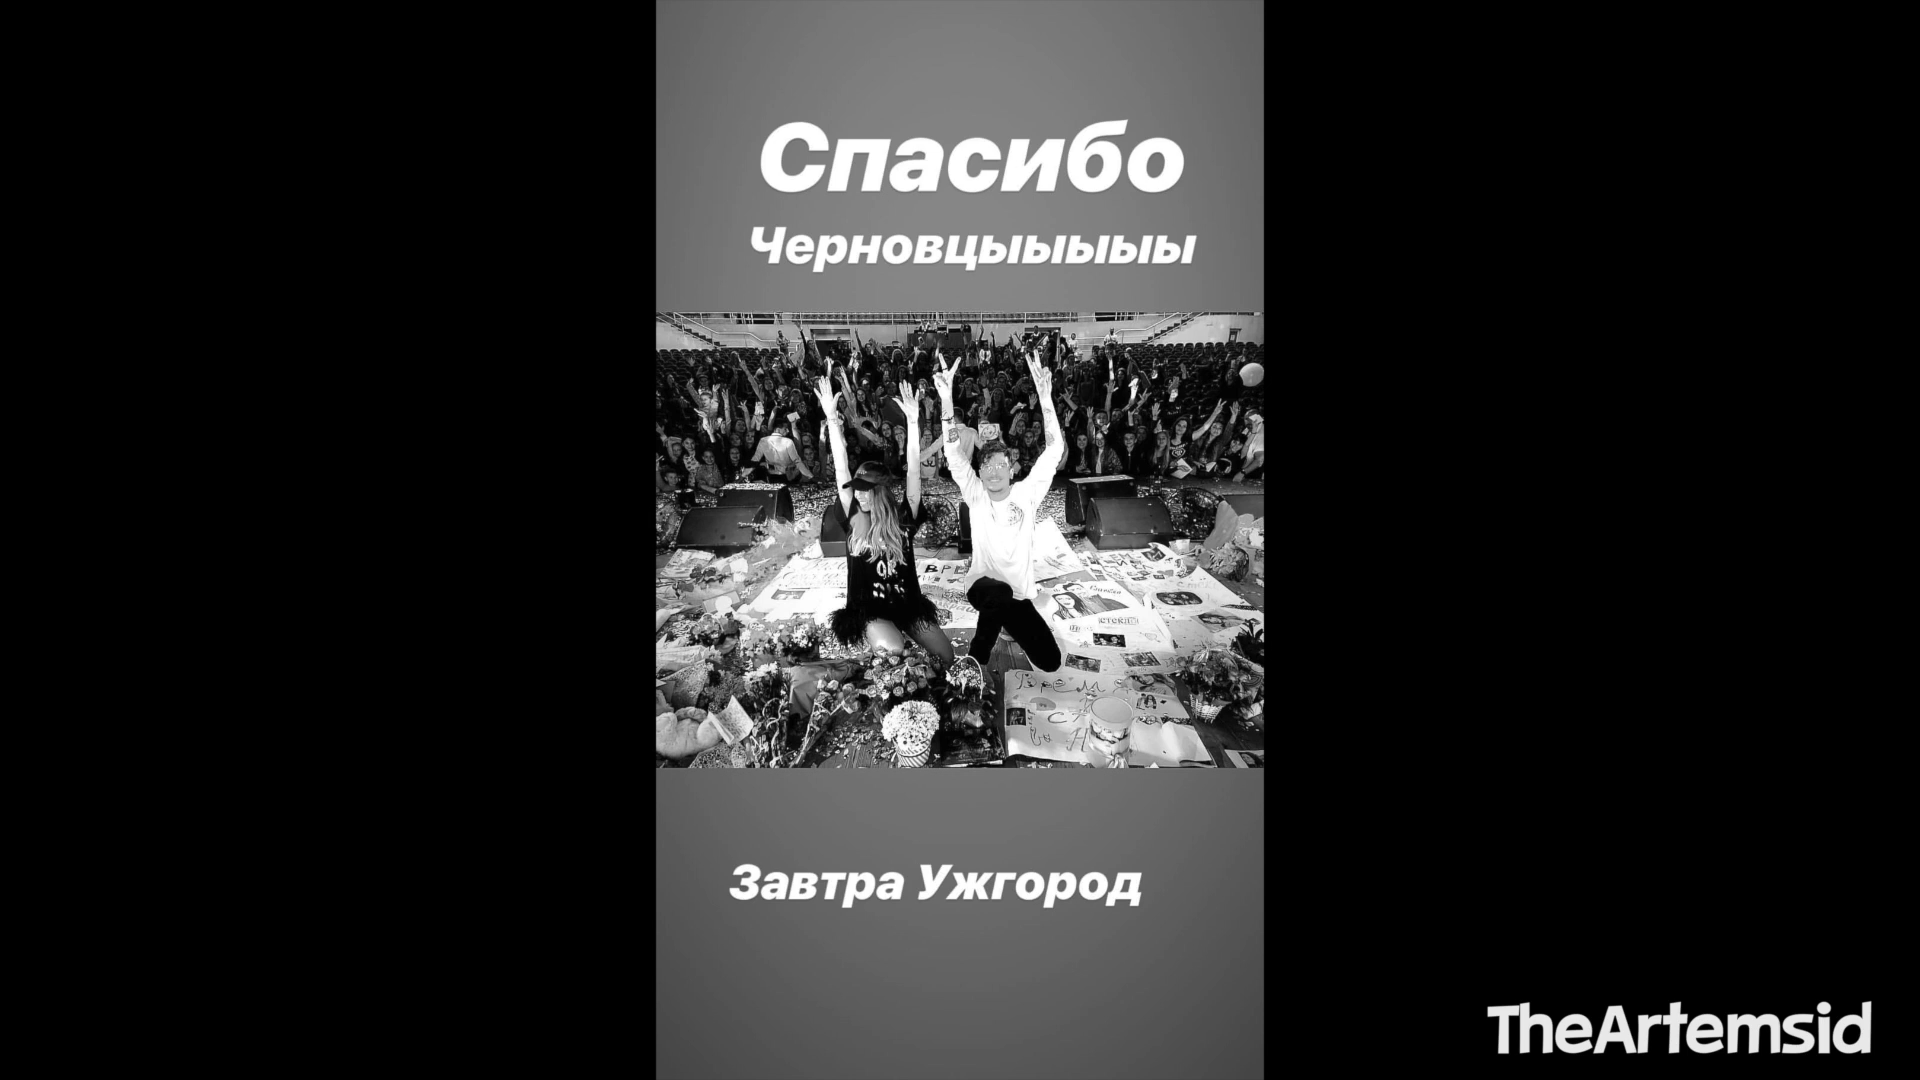 Спасибо
Черновцыыыыы
Завтра Ужгород
TheArtemsid